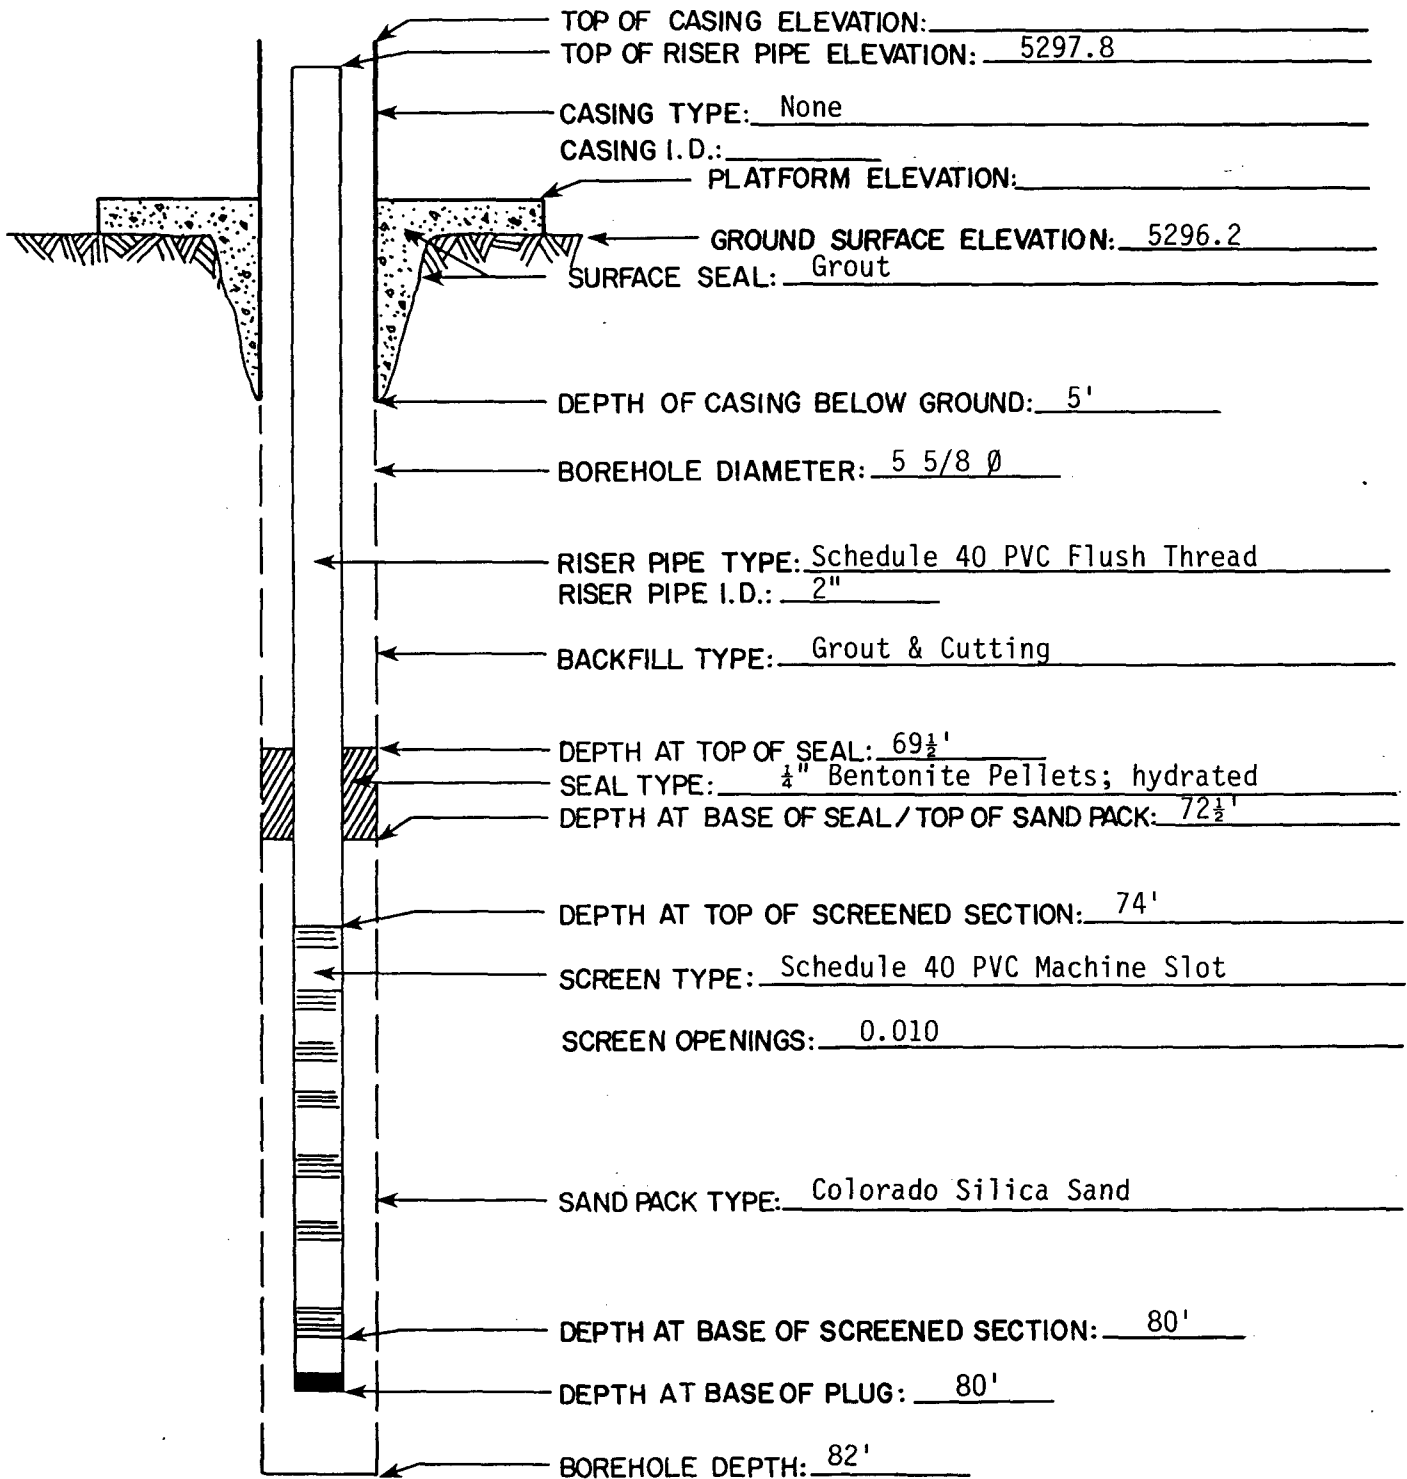 TOP OF CASING ELEVATION:
TOP OF RISER PIPE ELEVATION: 5297.8
CASING TYPE: None
CASING I.D.:
PLATFORM ELEVATION:
GROUND SURFACE ELEVATION: 5296.2
SURFACE SEAL: Grout
DEPTH OF CASING BELOW GROUND: 5'
BOREHOLE DIAMETER: 5 5/8 Ø
RISER PIPE TYPE: Schedule 40 PVC Flush Thread
RISER PIPE I.D.: 2"
BACKFILL TYPE: Grout & Cutting
DEPTH AT TOP OF SEAL: 69½'
SEAL TYPE: ¼" Bentonite Pellets; hydrated
DEPTH AT BASE OF SEAL/TOP OF SAND PACK: 72½'
DEPTH AT TOP OF SCREENED SECTION: 74'
SCREEN TYPE: Schedule 40 PVC Machine Slot
SCREEN OPENINGS: 0.010
SAND PACK TYPE: Colorado Silica Sand
DEPTH AT BASE OF SCREENED SECTION: 80'
DEPTH AT BASE OF PLUG: 80'
BOREHOLE DEPTH: 82'